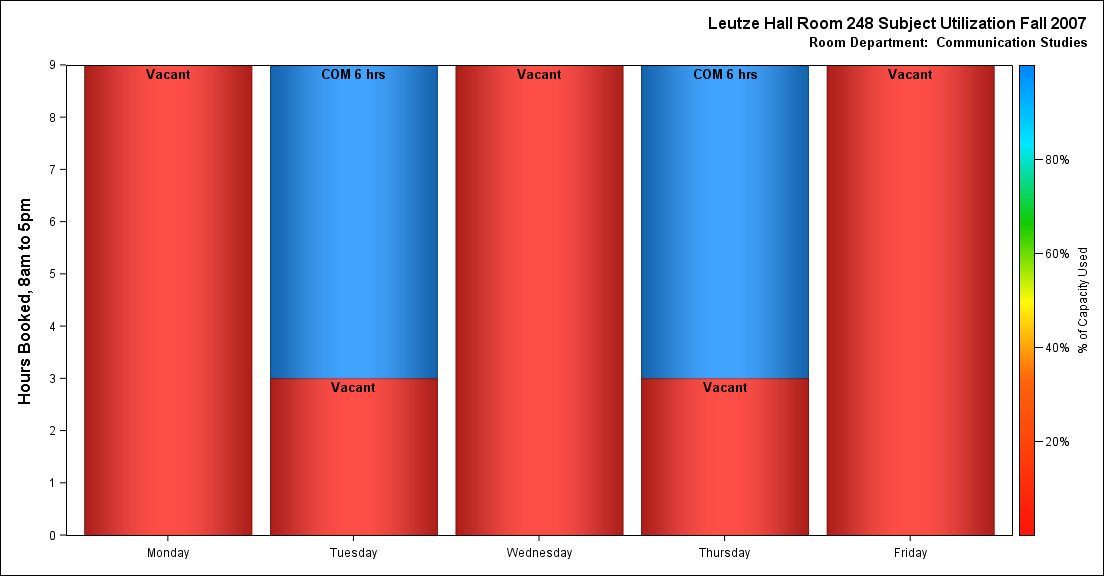 Leutze Hall Room 248 Subject Utilization Fall 2007
Room Department:  Communication Studies
Hours Booked, 8am to 5pm
9
8
7
6
5
4
3
2
1
0
Vacant
COM 6 hrs
Vacant
COM 6 hrs
Vacant
Vacant
Vacant
Monday
Tuesday
Wednesday
Thursday
Friday
80%
60%
40%
20%
% of Capacity Used